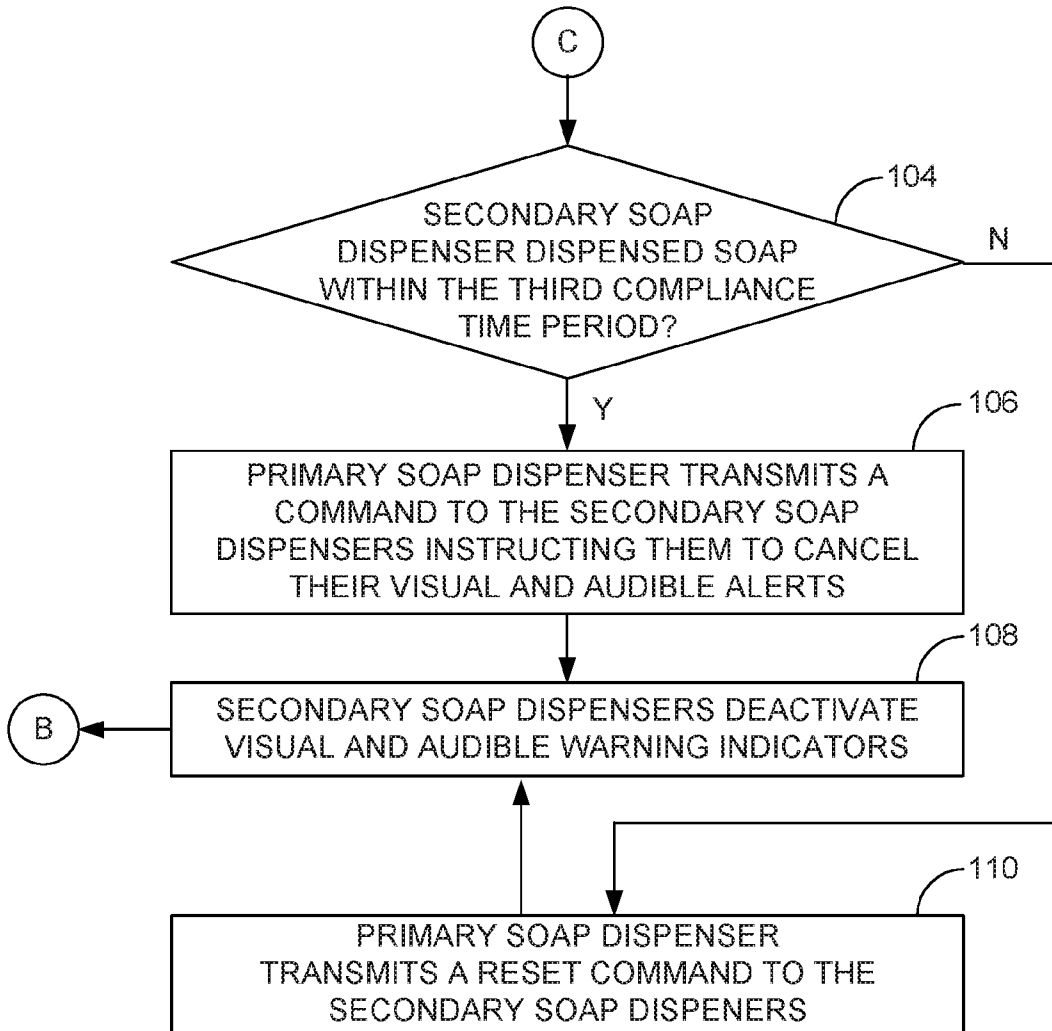 C
104
SECONDARY SOAP
DISPENSER DISPENSED SOAP
WITHIN THE THIRD COMPLIANCE
TIME PERIOD?
N
Y
106
PRIMARY SOAP DISPENSER TRANSMITS A
COMMAND TO THE SECONDARY SOAP
DISPENSERS INSTRUCTING THEM TO CANCEL
THEIR VISUAL AND AUDIBLE ALERTS
108
SECONDARY SOAP DISPENSERS DEACTIVATE
VISUAL AND AUDIBLE WARNING INDICATORS
B
110
PRIMARY SOAP DISPENSER
TRANSMITS A RESET COMMAND TO THE
SECONDARY SOAP DISPENERS